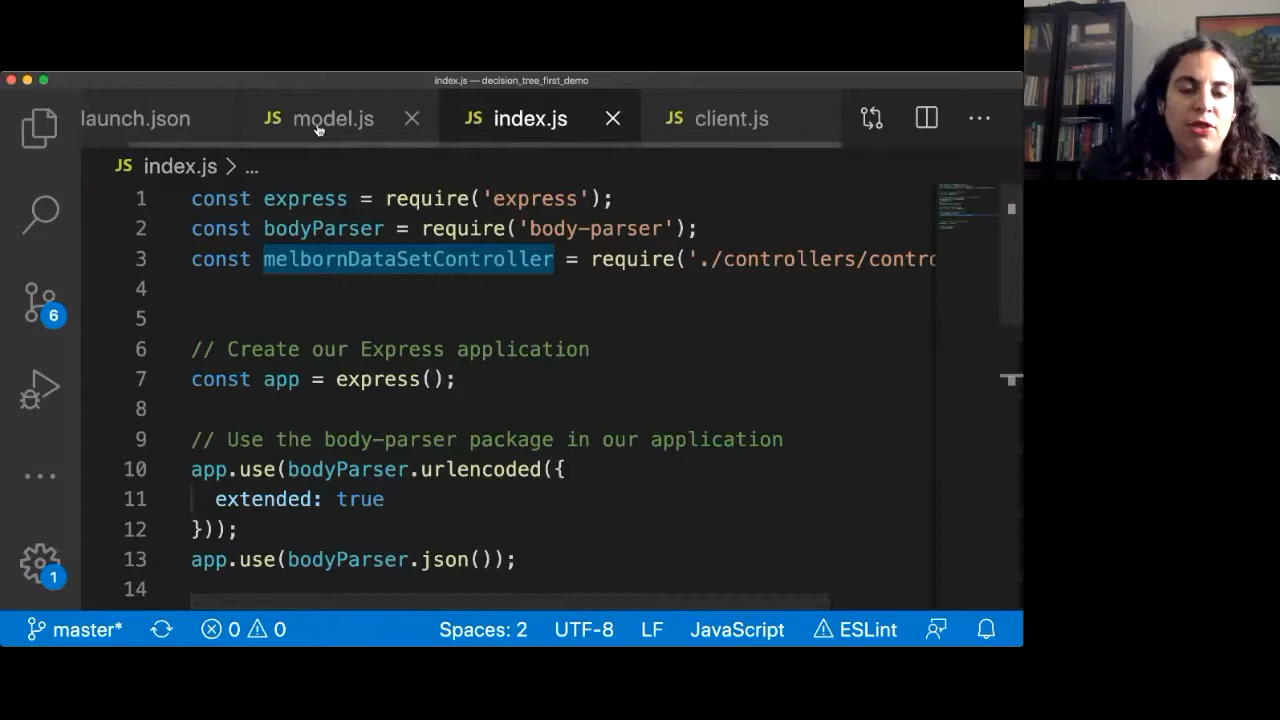 index.js — decision_tree_first_demo
launch.json
JS model.js
JS index.js
JS client.js
JS index.js > ...
1 const express = require('express');
2 const bodyParser = require('body-parser');
3 const melbornDataSetController = require('./controllers/contro
4
5
6 // Create our Express application
7 const app = express();
8
9 // Use the body-parser package in our application
10 app.use(bodyParser.urlencoded({
11 extended: true
12 }));
13 app.use(bodyParser.json());
14
6
1
master* 0 0 Spaces: 2 UTF-8 LF JavaScript ESLint